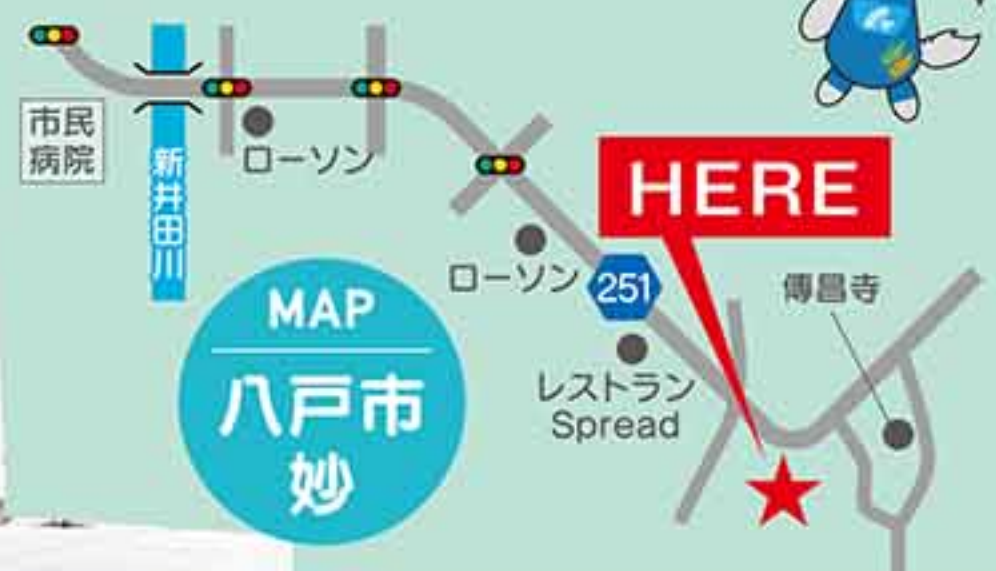 市民
病院
新井田川
ローソン
HERE
ローソン
251
傳昌寺
MAP
八戸市
妙
レストラン
Spread